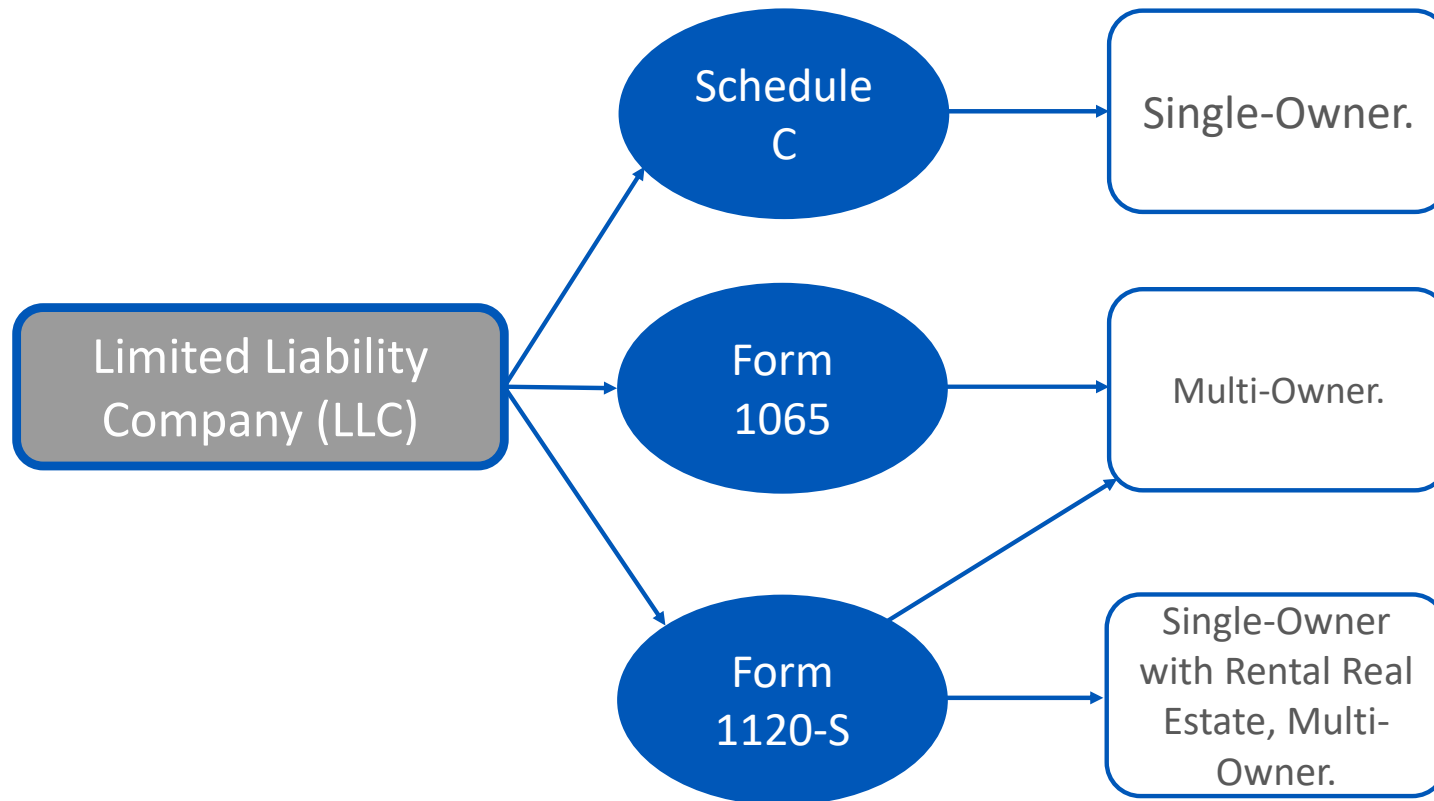 Schedule
C
Single-Owner.
Limited Liability
Company (LLC)
Form
1065
Multi-Owner.
Form
1120-S
Single-Owner
with Rental Real
Estate, Multi-
Owner.